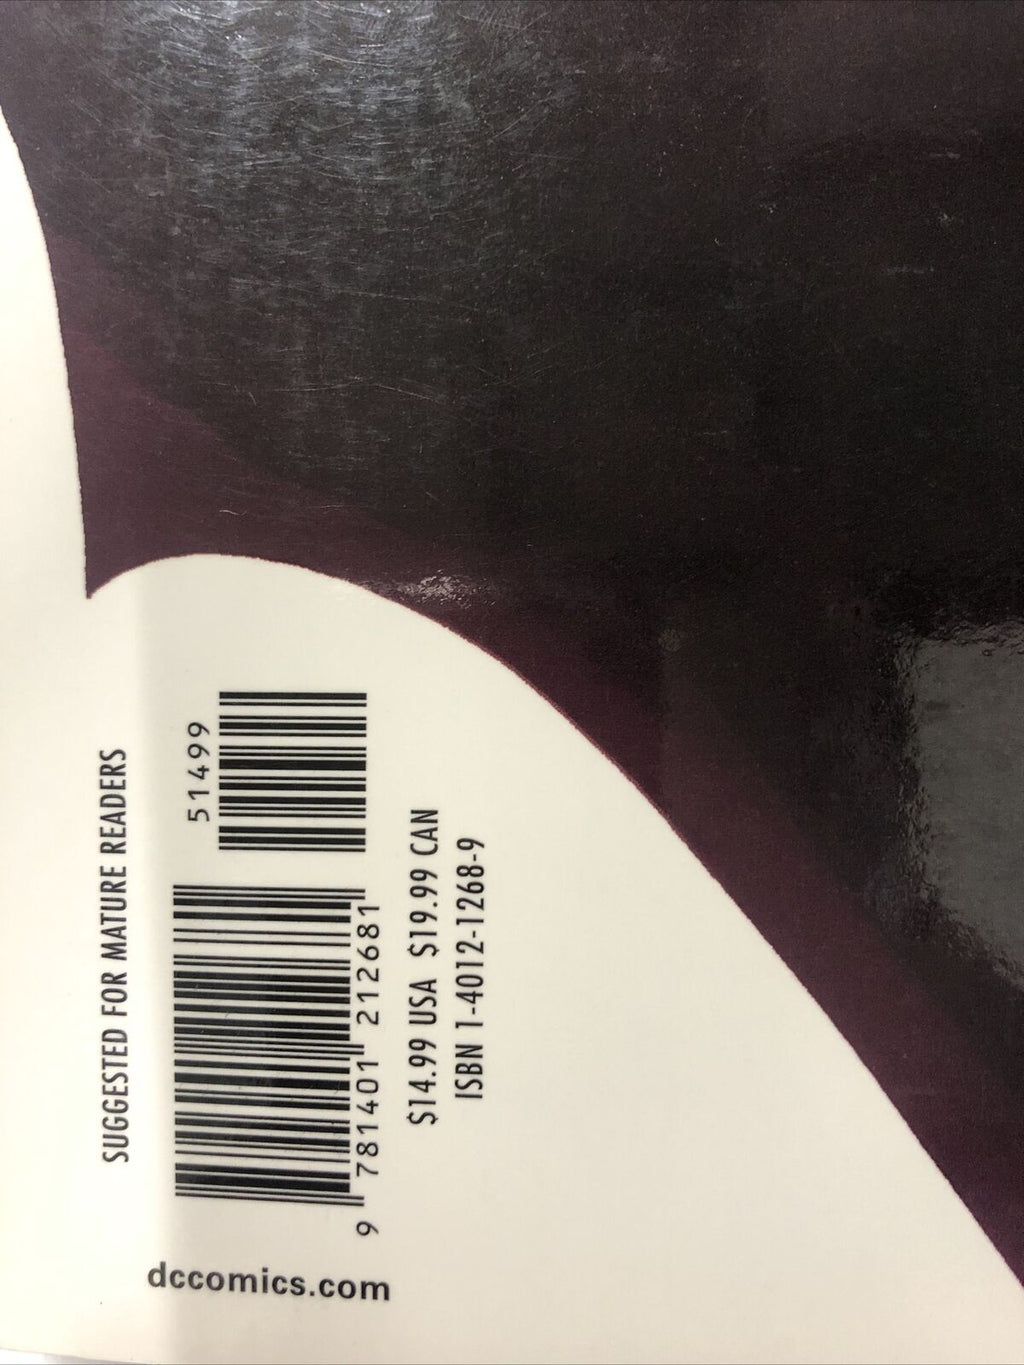 SUGGESTED FOR MATURE READERS
51499
9 781401 212681
$14.99 USA $19.99 CAN
ISBN 1-4012-1268-9
dccomics.com